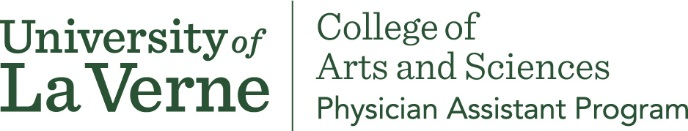 University of
La Verne
College of
Arts and Sciences
Physician Assistant Program